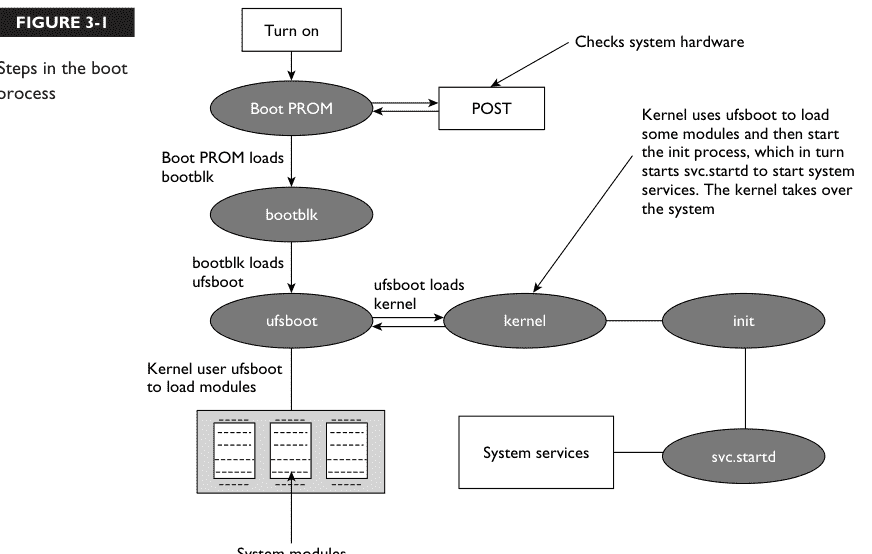 FIGURE 3-1
Steps in the boot
process
Turn on
Checks system hardware
Boot PROM
POST
Kernel uses ufsboot to load
some modules and then start
the init process, which in turn
starts svc.startd to start system
services. The kernel takes over
the system
Boot PROM loads
bootblk
bootblk
bootblk loads
ufsboot
ufsboot loads
kernel
ufsboot
kernel
init
Kernel user ufsboot
to load modules
System services
svc.startd
System modules